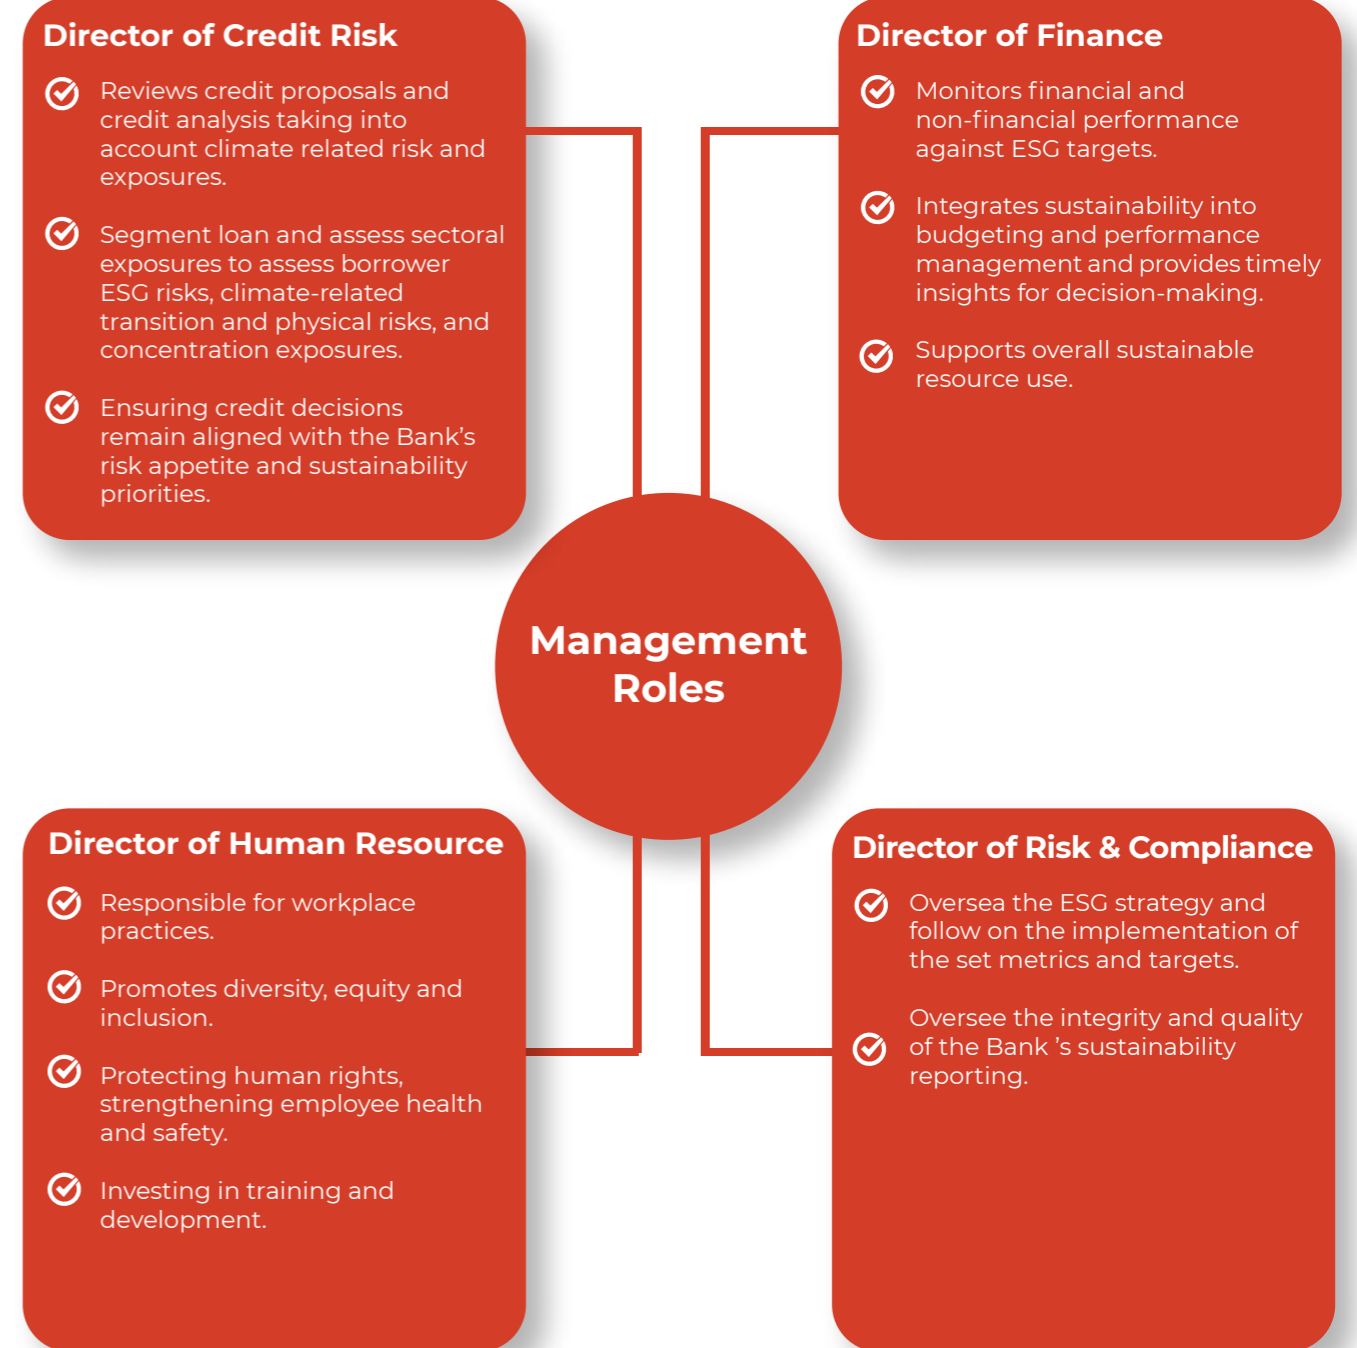 Director of Credit Risk
Reviews credit proposals and
credit analysis taking into
account climate related risk and
exposures.
Segment loan and assess sectoral
exposures to assess borrower
ESG risks, climate-related
transition and physical risks, and
concentration exposures.
Ensuring credit decisions
remain aligned with the Bank’s
risk appetite and sustainability
priorities.
Director of Finance
Monitors financial and
non-financial performance
against ESG targets.
Integrates sustainability into
budgeting and performance
management and provides timely
insights for decision-making.
Supports overall sustainable
resource use.
Management
Roles
Director of Human Resource
Responsible for workplace
practices.
Promotes diversity, equity and
inclusion.
Protecting human rights,
strengthening employee health
and safety.
Investing in training and
development.
Director of Risk & Compliance
Oversea the ESG strategy and
follow on the implementation of
the set metrics and targets.
Oversee the integrity and quality
of the Bank ’s sustainability
reporting.